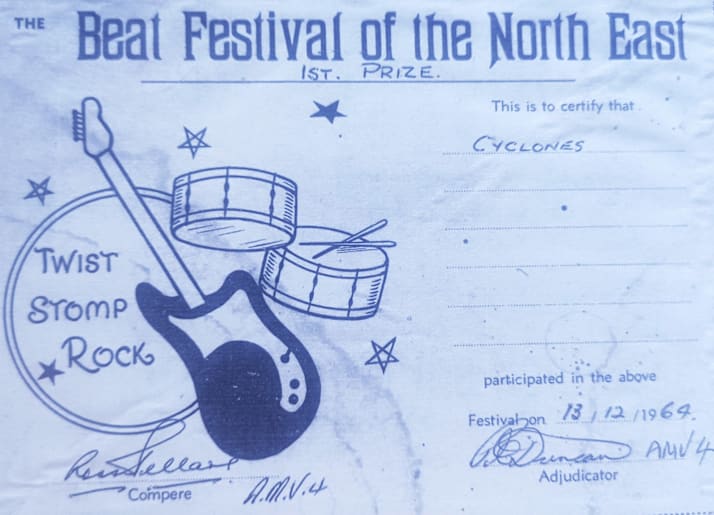 THE Beat Festival of the North East
1ST. PRIZE.
This is to certify that
CYCLONES
TWIST
STOMP
ROCK
participated in the above
Festival on 13 / 12 / 1964.
Duncan AMV4
Adjudicator
Compere A.M.V.4